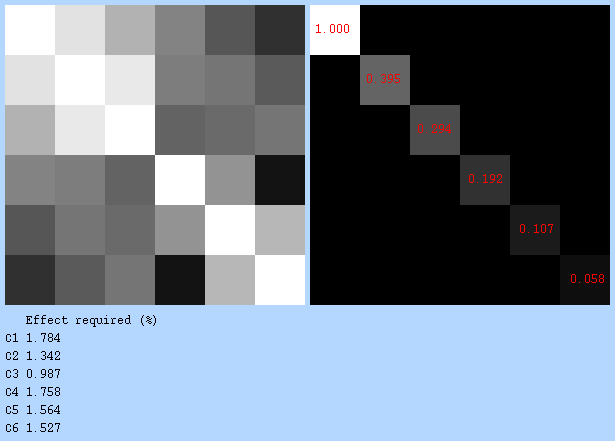 1.000
0.395
0.192
0.107
0.058
Effect required (%)
C1 1.784
C2 1.342
C3 0.987
C4 1.758
C5 1.564
C6 1.527